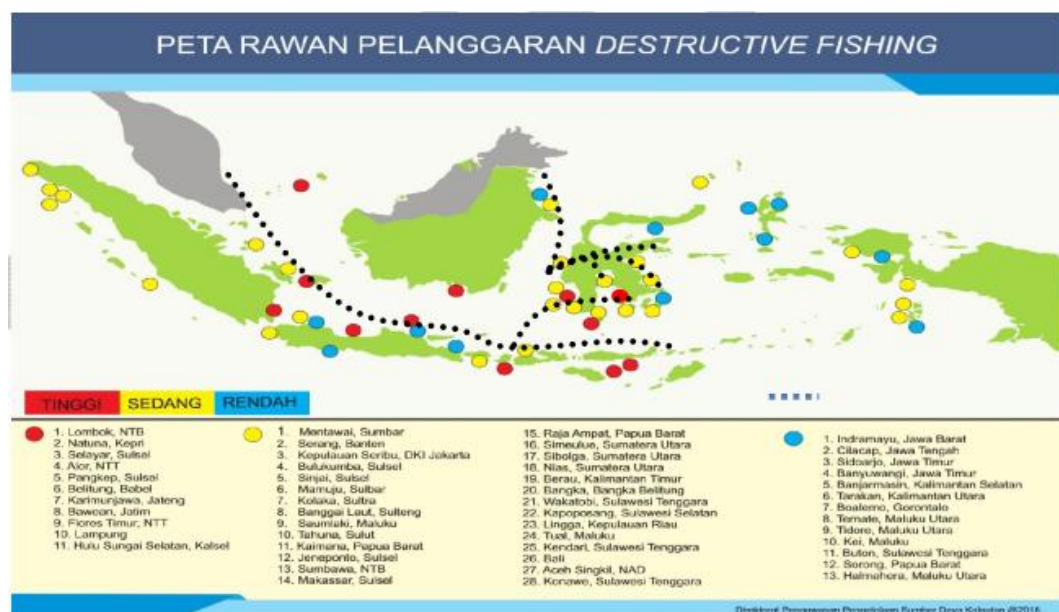 PETA RAWAN PELANGGARAN DESTRUCTIVE FISHING
TINGGI
SEDANG
RENDAH
1. Lombok, NTB
2. Natuna, Kepri
3. Selayar, Sulsel
4. Alor, NTT
5. Pangkep, Sulsel
6. Belitung, Babel
7. Karimunjawa, Jateng
8. Bawean, Jatim
9. Flores Timur, NTT
10. Lampung
11. Hulu Sungai Selatan, Kalsel
1. Mentawai, Sumbar
2. Serang, Banten
3. Kepulauan Seribu, DKI Jakarta
4. Bulukumba, Sulsel
5. Sinjai, Sulsel
6. Mamuju, Sulbar
7. Kolaka, Sultra
8. Banggai Laut, Sulteng
9. Saumlaki, Maluku
10. Tahuna, Sulut
11. Kaimana, Papua Barat
12. Jeneponto, Sulsel
13. Sumbawa, NTB
14. Makassar, Sulsel
15. Raja Ampat, Papua Barat
16. Simeulue, Sumatera Utara
17. Sibolga, Sumatera Utara
18. Nias, Sumatera Utara
19. Berau, Kalimantan Timur
20. Bangka, Bangka Belitung
21. Wakatobi, Sulawesi Tenggara
22. Kapoposang, Sulawesi Selatan
23. Lingga, Kepulauan Riau
24. Tual, Maluku
25. Kendari, Sulawesi Tenggara
26. Bali
27. Aceh Singkil, NAD
28. Konawe, Sulawesi Tenggara
1. Indramayu, Jawa Barat
2. Cilacap, Jawa Tengah
3. Sidoarjo, Jawa Timur
4. Banyuwangi, Jawa Timur
5. Banjarmasin, Kalimantan Selatan
6. Tarakan, Kalimantan Utara
7. Boalemo, Gorontalo
8. Ternate, Maluku Utara
9. Tidore, Maluku Utara
10. Kei, Maluku
11. Buton, Sulawesi Tenggara
12. Sorong, Papua Barat
13. Halmahera, Maluku Utara
Direktorat Pengawasan Pengelolaan Sumber Daya Kelautan @2016